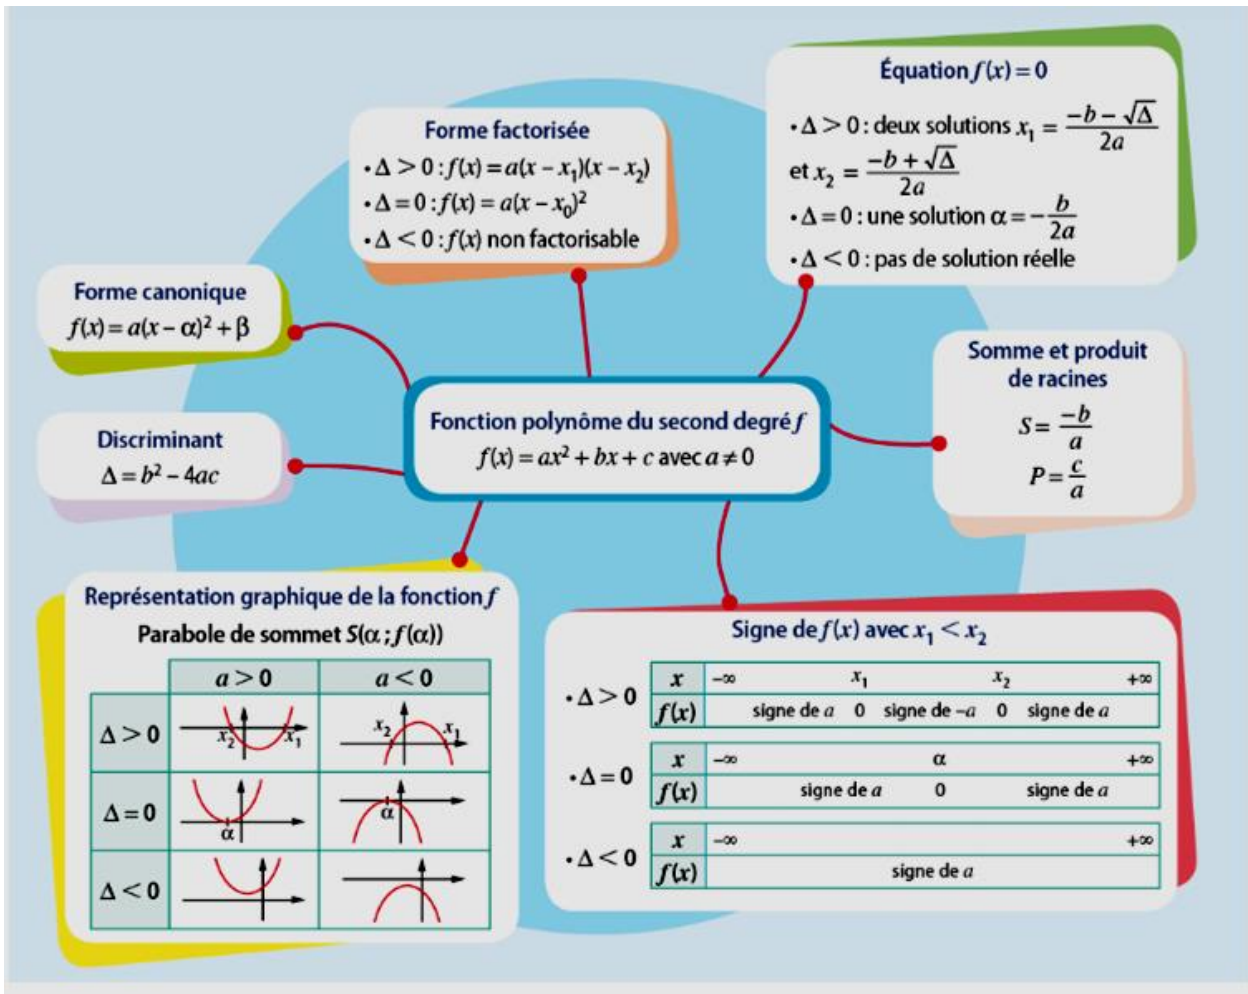 Équation f(x) = 0
• Δ > 0 : deux solutions x₁ = (−b − √Δ)/2a
et x₂ = (−b + √Δ)/2a
• Δ = 0 : une solution α = −b/2a
• Δ < 0 : pas de solution réelle
Forme factorisée
• Δ > 0 : f(x) = a(x − x₁)(x − x₂)
• Δ = 0 : f(x) = a(x − x₀)²
• Δ < 0 : f(x) non factorisable
Forme canonique
f(x) = a(x − α)² + β
Somme et produit
de racines
S = −b/a
P = c/a
Fonction polynôme du second degré f
f(x) = ax² + bx + c avec a ≠ 0
Discriminant
Δ = b² − 4ac
Représentation graphique de la fonction f
Parabole de sommet S(α ; f(α))
a > 0 a < 0
Δ > 0 x₂ x₁ x₂ x₁
Δ = 0 α α
Δ < 0
Signe de f(x) avec x₁ < x₂
• Δ > 0
x −∞ x₁ x₂ +∞
f(x) signe de a 0 signe de −a 0 signe de a
• Δ = 0
x −∞ α +∞
f(x) signe de a 0 signe de a
• Δ < 0
x −∞ +∞
f(x) signe de a